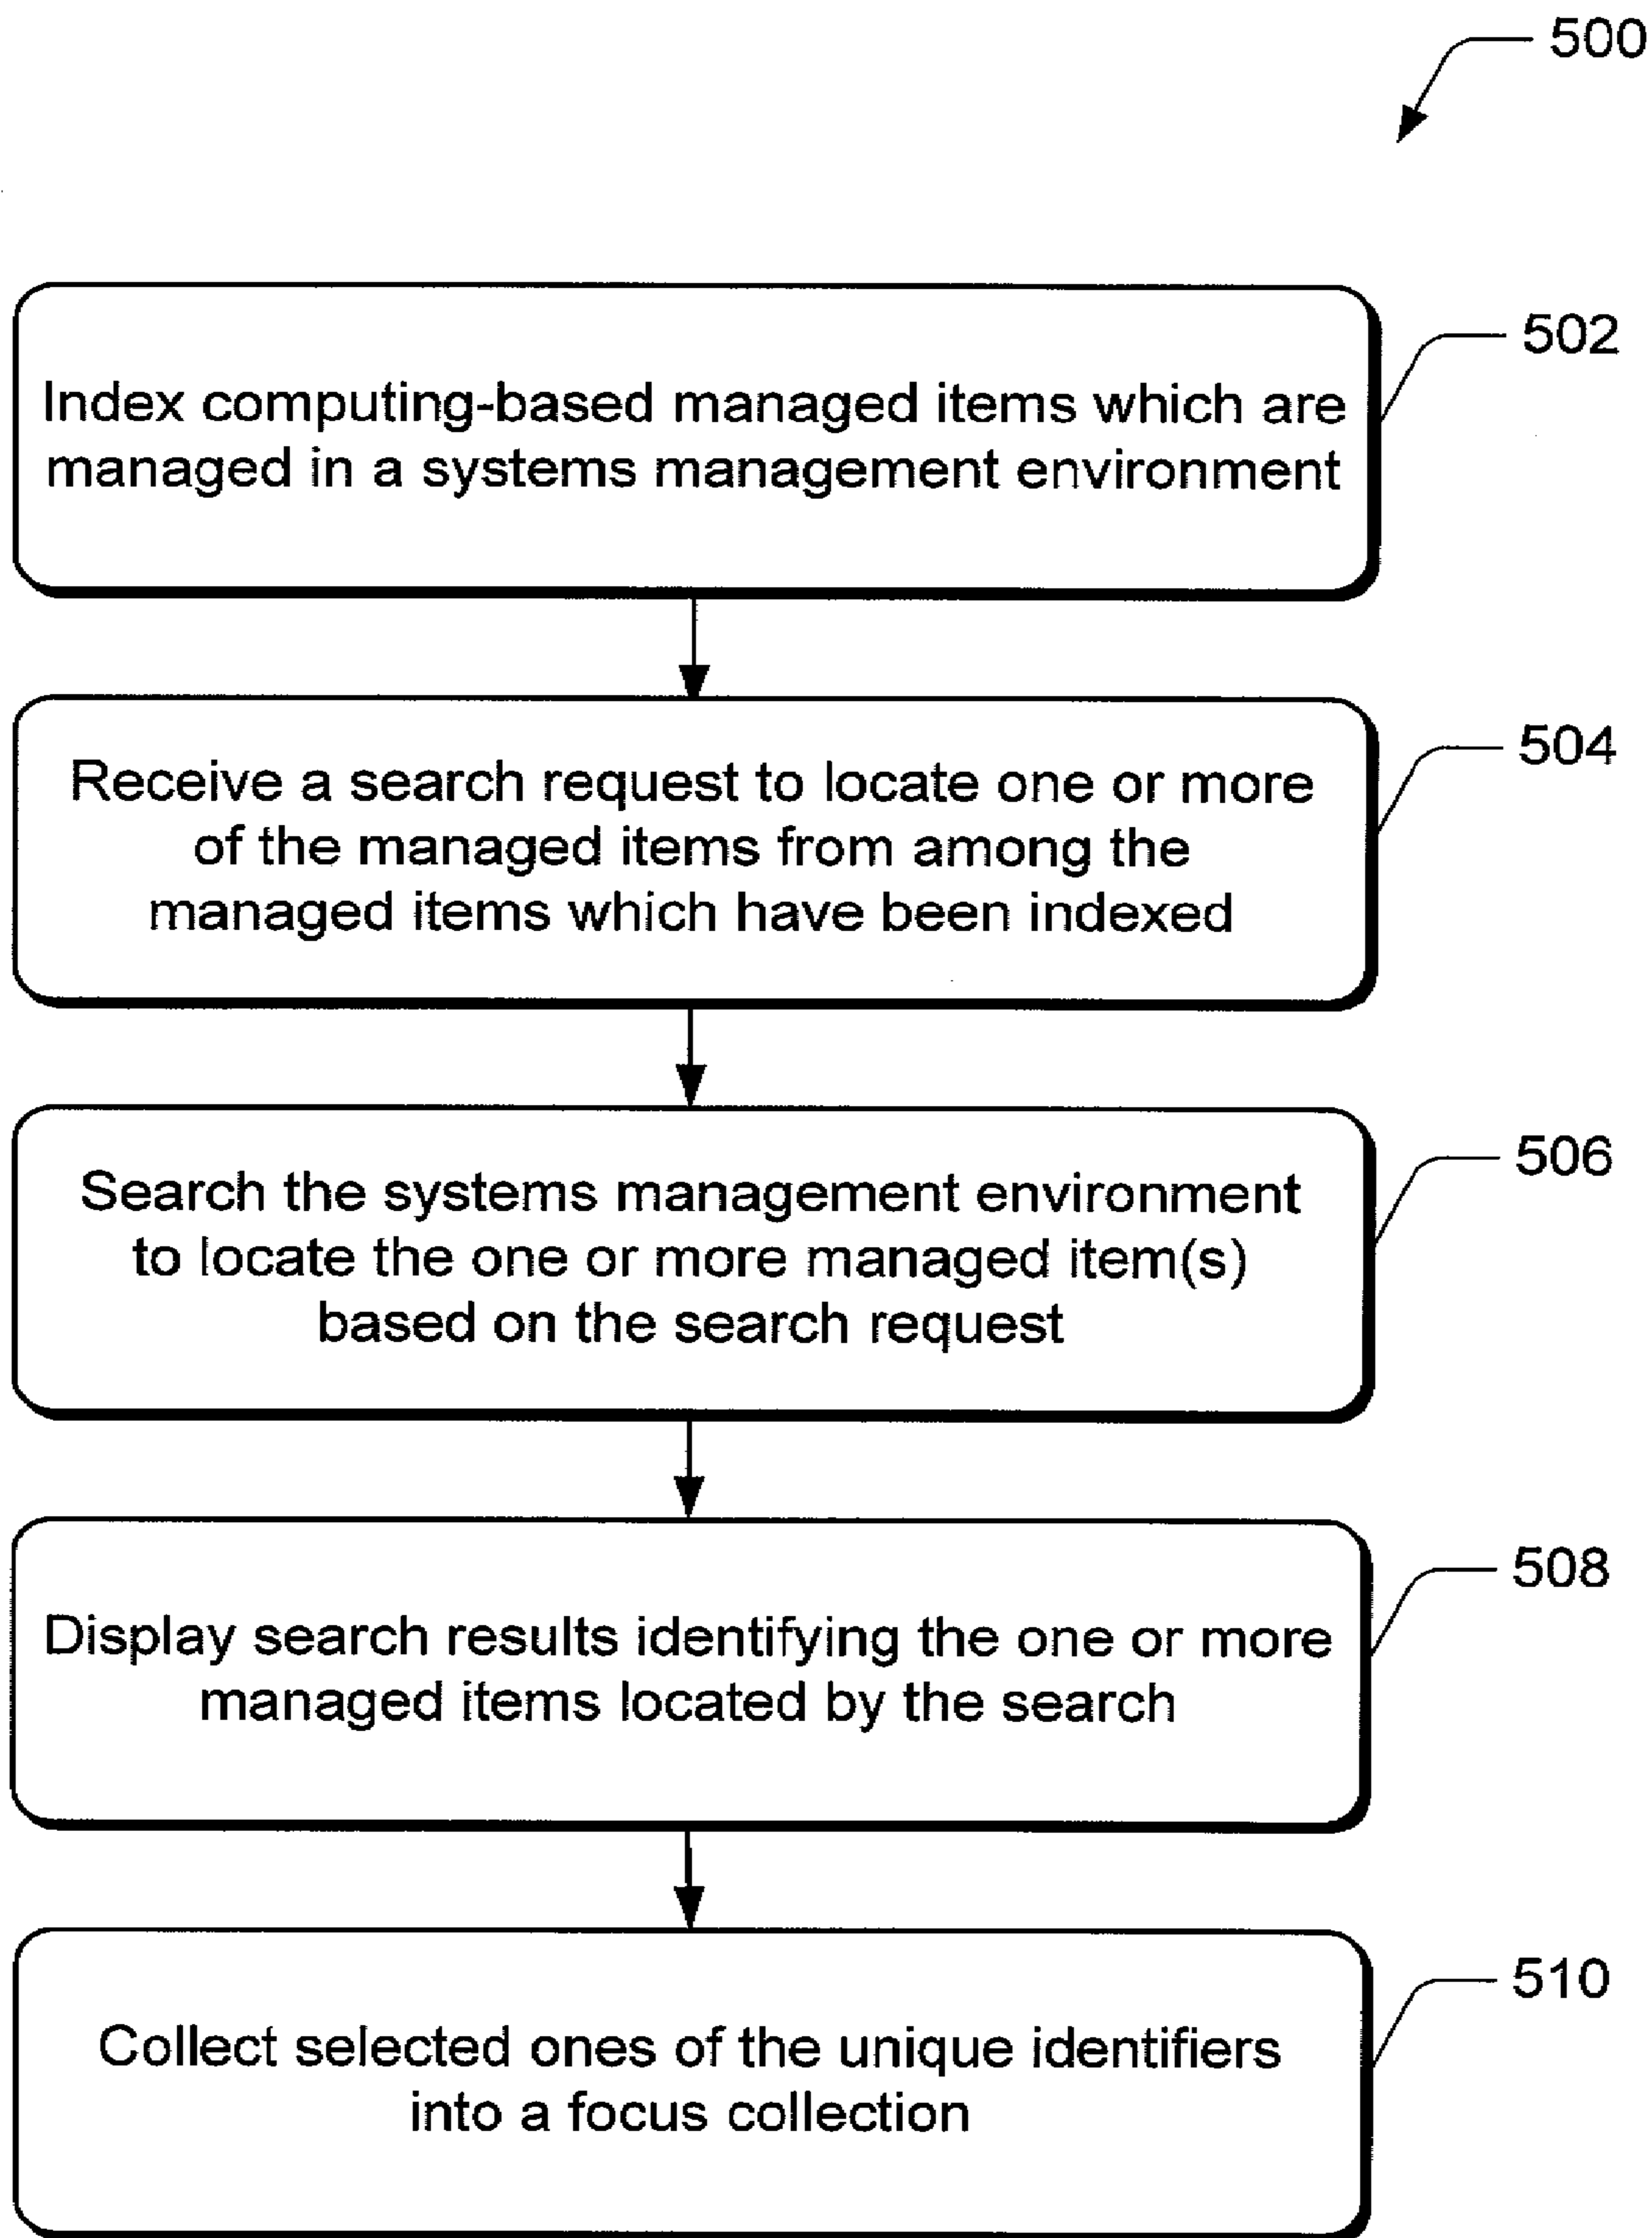 500
Index computing-based managed items which are
managed in a systems management environment
502
Receive a search request to locate one or more
of the managed items from among the
managed items which have been indexed
504
Search the systems management environment
to locate the one or more managed item(s)
based on the search request
506
Display search results identifying the one or more
managed items located by the search
508
Collect selected ones of the unique identifiers
into a focus collection
510